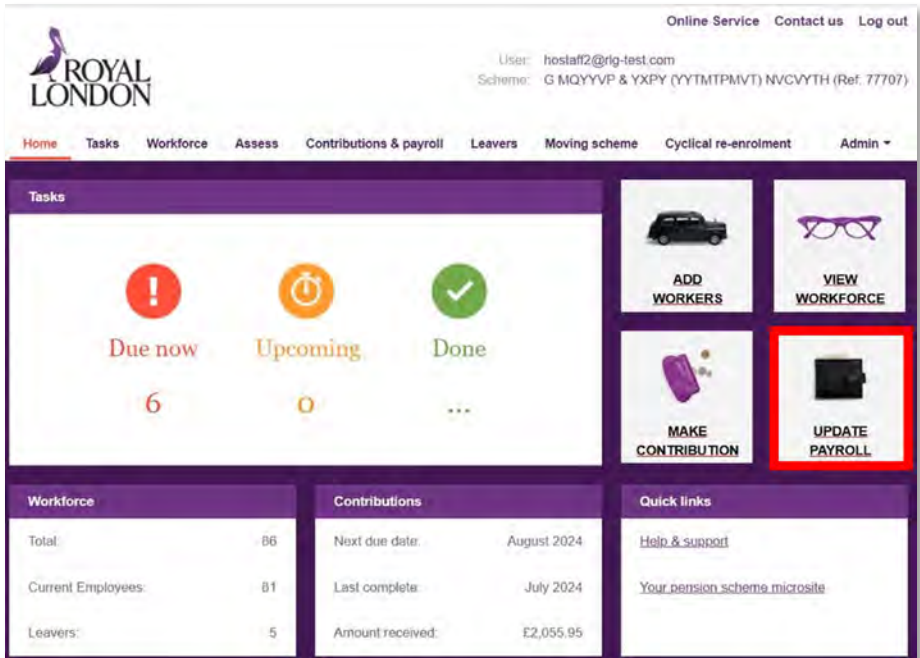 Online Service Contact us Log out
ROYAL
LONDON
User: hostaff2@rlg-test.com
Scheme: G MQYYVP & YXPY (YYTMTPMVT) NVCVYTH (Ref: 77707)
Home Tasks Workforce Assess Contributions & payroll Leavers Moving scheme Cyclical re-enrolment Admin
Tasks
Due now Upcoming Done
6 0 ...
ADD
WORKERS
VIEW
WORKFORCE
MAKE
CONTRIBUTION
UPDATE
PAYROLL
Workforce
Total: 86
Current Employees: 81
Leavers: 5
Contributions
Next due date: August 2024
Last complete: July 2024
Amount received: £2,055.95
Quick links
Help & support
Your pension scheme microsite